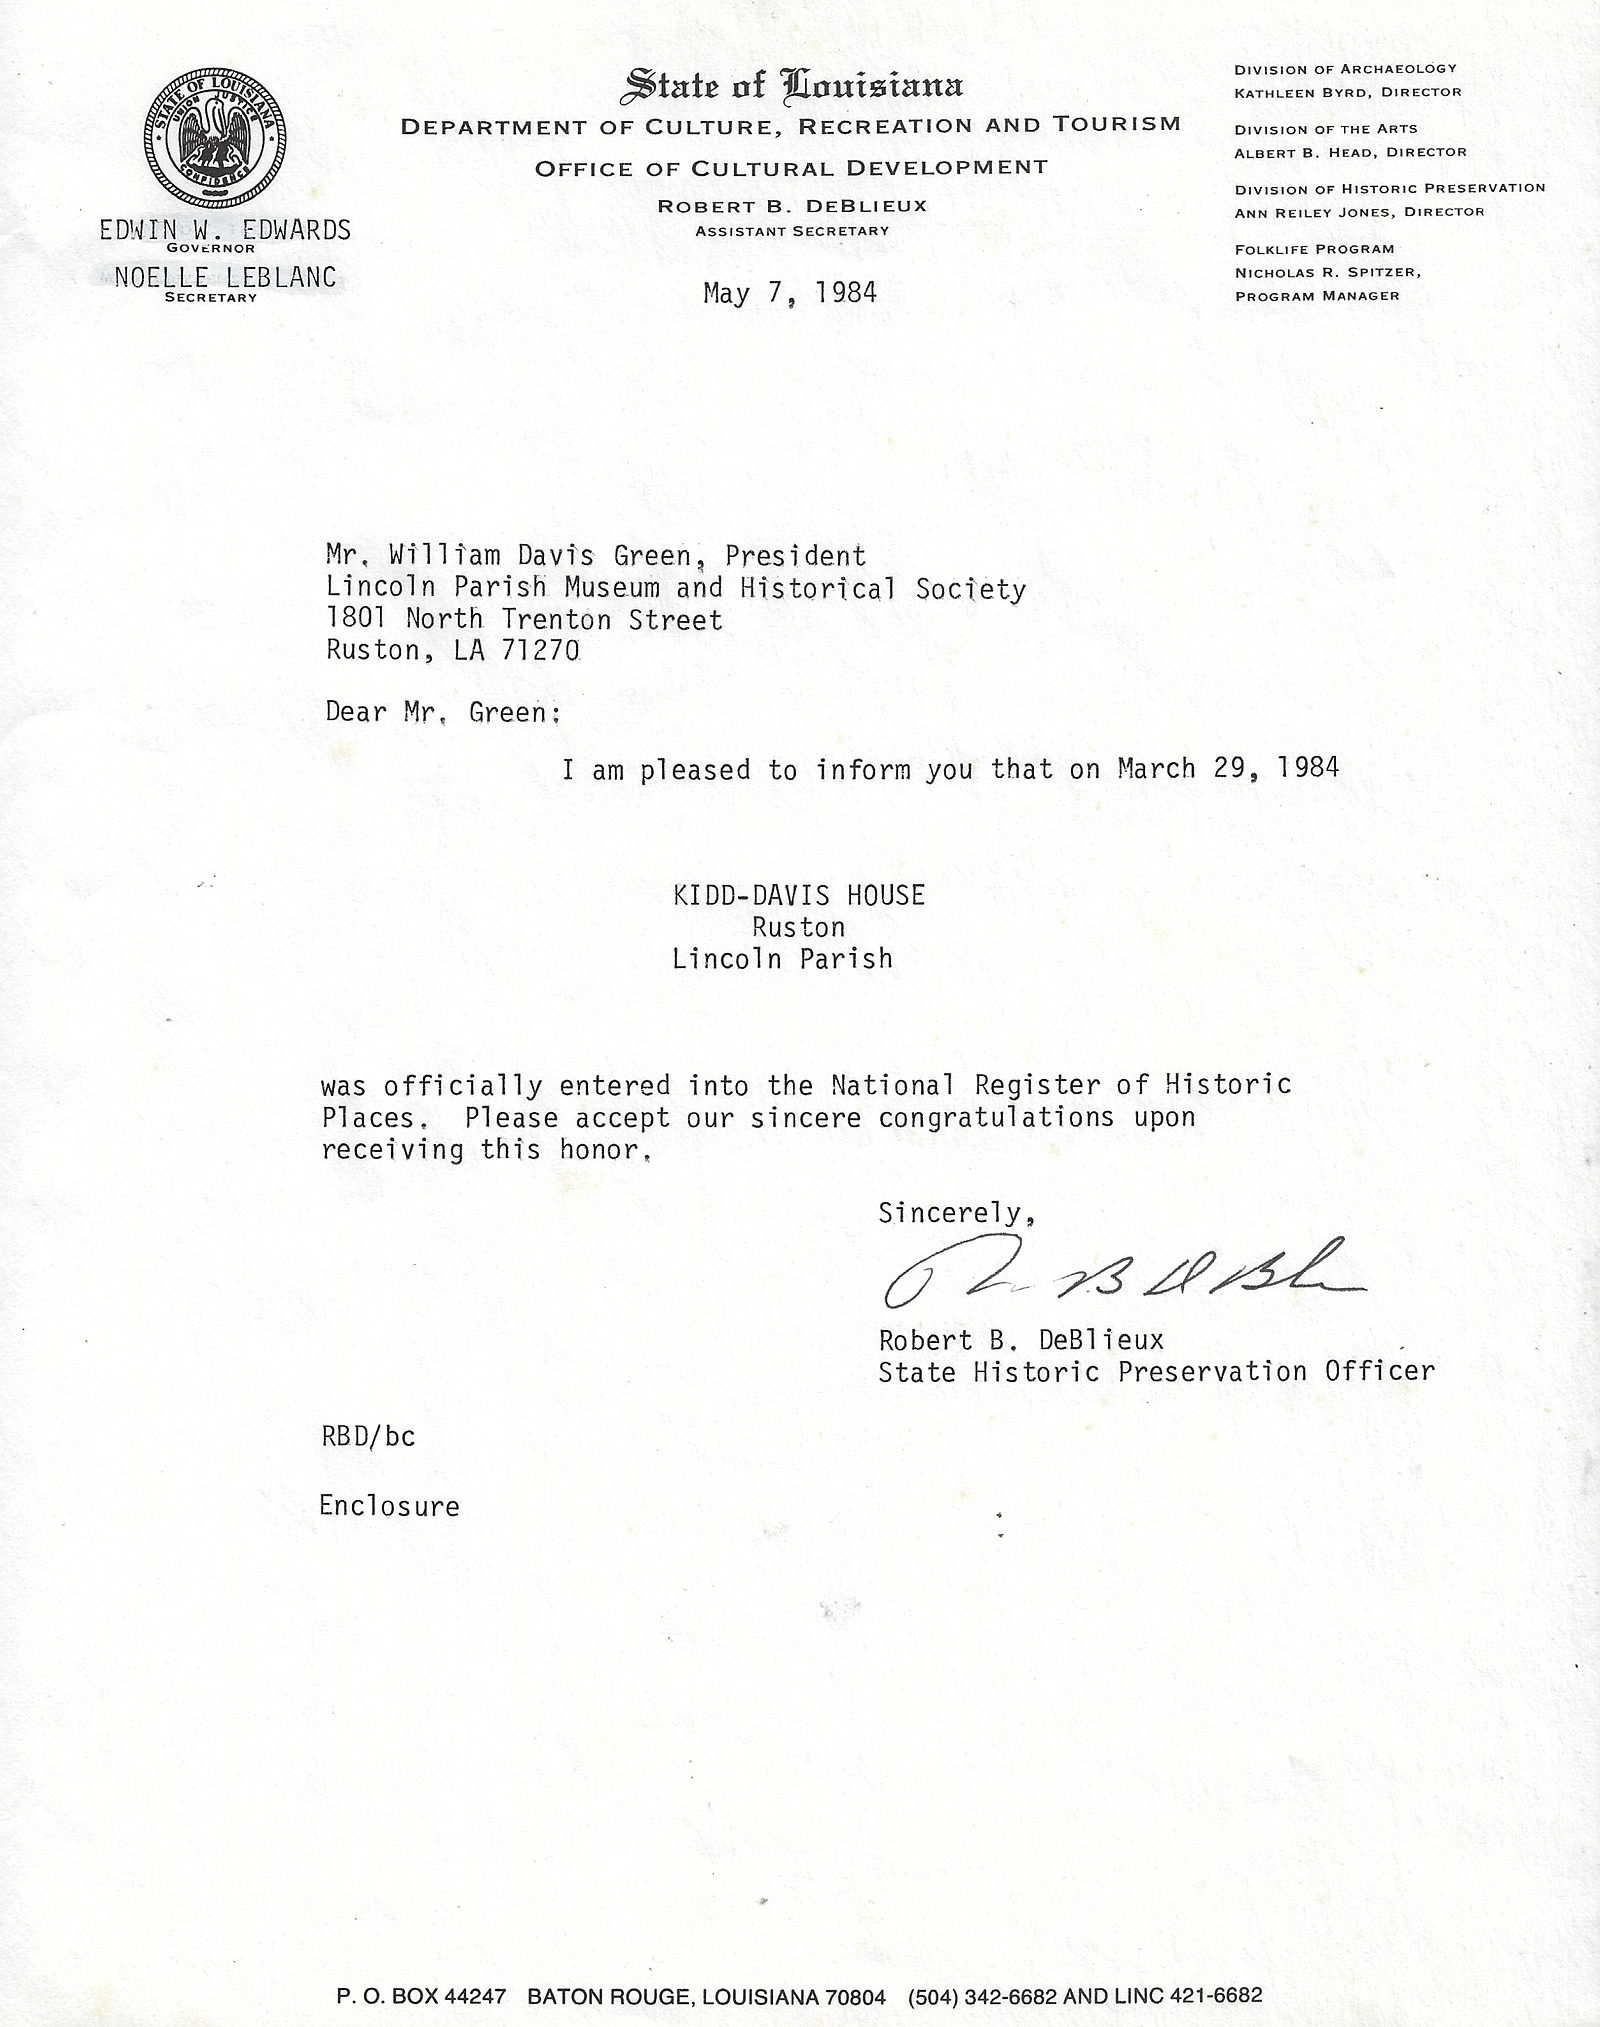 STATE OF LOUISIANA
UNION JUSTICE
CONFIDENCE
EDWIN W. EDWARDS
GOVERNOR
NOELLE LEBLANC
SECRETARY
State of Louisiana
DEPARTMENT OF CULTURE, RECREATION AND TOURISM
OFFICE OF CULTURAL DEVELOPMENT
ROBERT B. DEBLIEUX
ASSISTANT SECRETARY
May 7, 1984
DIVISION OF ARCHAEOLOGY
KATHLEEN BYRD, DIRECTOR
DIVISION OF THE ARTS
ALBERT B. HEAD, DIRECTOR
DIVISION OF HISTORIC PRESERVATION
ANN REILEY JONES, DIRECTOR
FOLKLIFE PROGRAM
NICHOLAS R. SPITZER,
PROGRAM MANAGER
Mr. William Davis Green, President
Lincoln Parish Museum and Historical Society
1801 North Trenton Street
Ruston, LA 71270
Dear Mr. Green:
I am pleased to inform you that on March 29, 1984
KIDD-DAVIS HOUSE
Ruston
Lincoln Parish
was officially entered into the National Register of Historic
Places. Please accept our sincere congratulations upon
receiving this honor.
Sincerely,
Robert B. DeBlieux
State Historic Preservation Officer
RBD/bc
Enclosure
P. O. BOX 44247 BATON ROUGE, LOUISIANA 70804 (504) 342-6682 AND LINC 421-6682